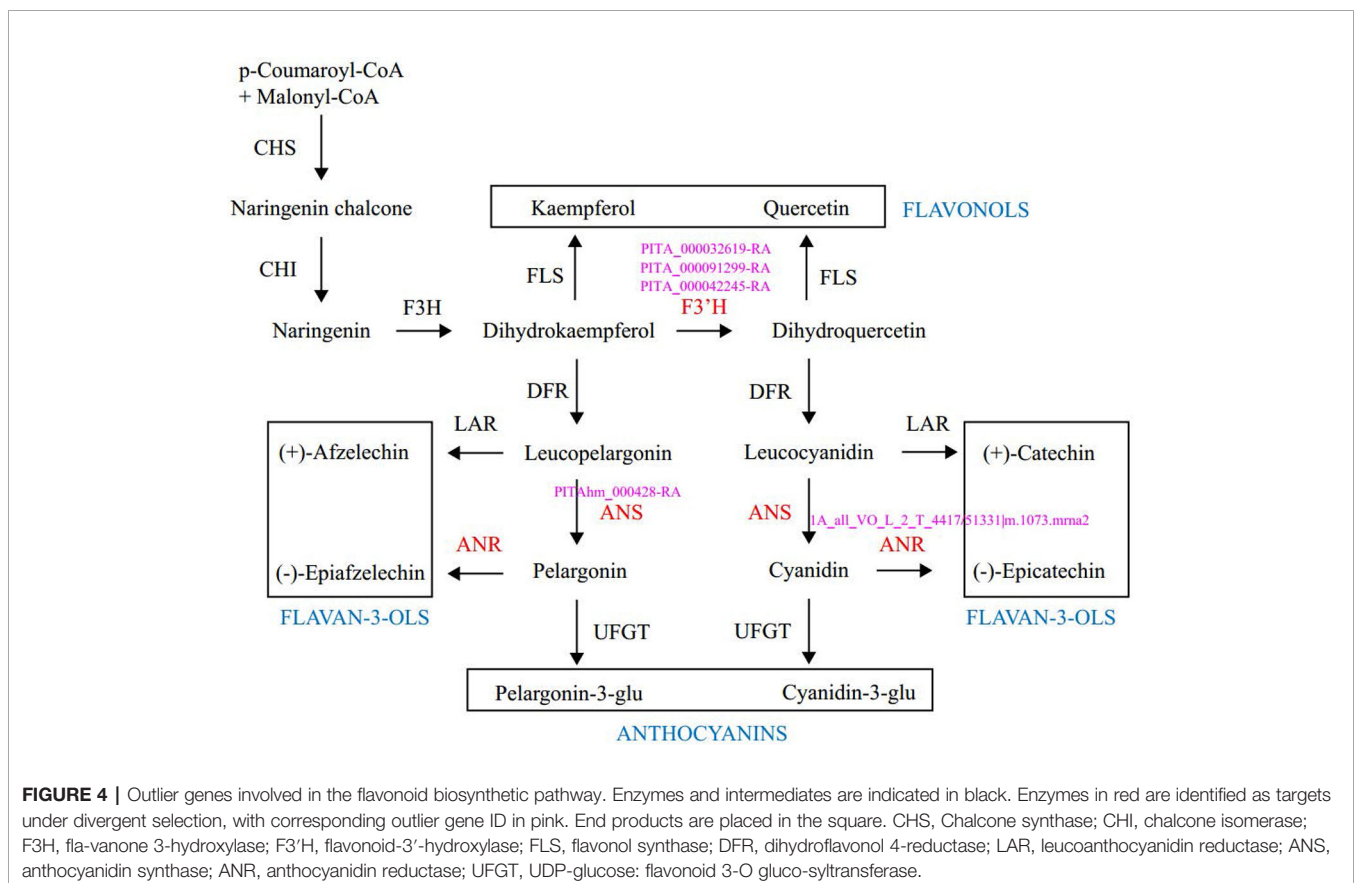 p-Coumaroyl-CoA
+ Malonyl-CoA
CHS
Naringenin chalcone
Kaempferol
Quercetin
FLAVONOLS
CHI
FLS
PITA_000032619-RA
PITA_000091299-RA
PITA_000042245-RA
FLS
F3H
F3’H
Naringenin
Dihydrokaempferol
Dihydroquercetin
DFR
DFR
LAR
LAR
(+)-Afzelechin
Leucopelargonin
Leucocyanidin
(+)-Catechin
PITAhm_000428-RA
ANS
ANS
1A_all_VO_L_2_T_4417/51331|m.1073.mrna2
ANR
ANR
(-)-Epiafzelechin
Pelargonin
Cyanidin
(-)-Epicatechin
FLAVAN-3-OLS
FLAVAN-3-OLS
UFGT
UFGT
Pelargonin-3-glu
Cyanidin-3-glu
ANTHOCYANINS
FIGURE 4 | Outlier genes involved in the flavonoid biosynthetic pathway. Enzymes and intermediates are indicated in black. Enzymes in red are identified as targets
under divergent selection, with corresponding outlier gene ID in pink. End products are placed in the square. CHS, Chalcone synthase; CHI, chalcone isomerase;
F3H, fla-vanone 3-hydroxylase; F3′H, flavonoid-3′-hydroxylase; FLS, flavonol synthase; DFR, dihydroflavonol 4-reductase; LAR, leucoanthocyanidin reductase; ANS,
anthocyanidin synthase; ANR, anthocyanidin reductase; UFGT, UDP-glucose: flavonoid 3-O gluco-syltransferase.